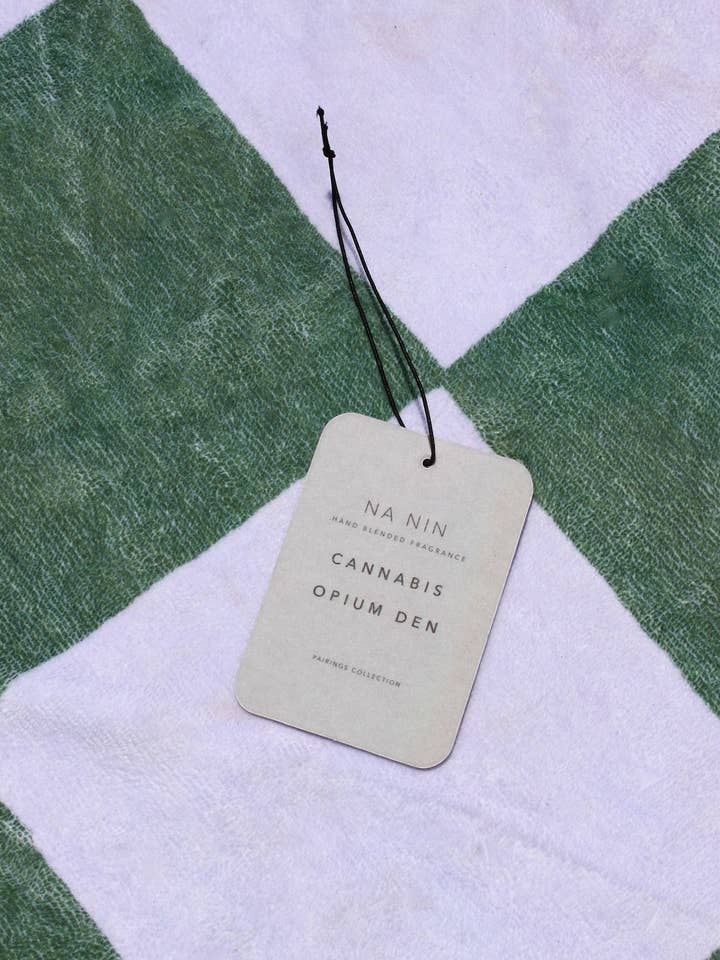 NA NIN
HAND BLENDED FRAGRANCE
CANNABIS
OPIUM DEN
PAIRINGS COLLECTION